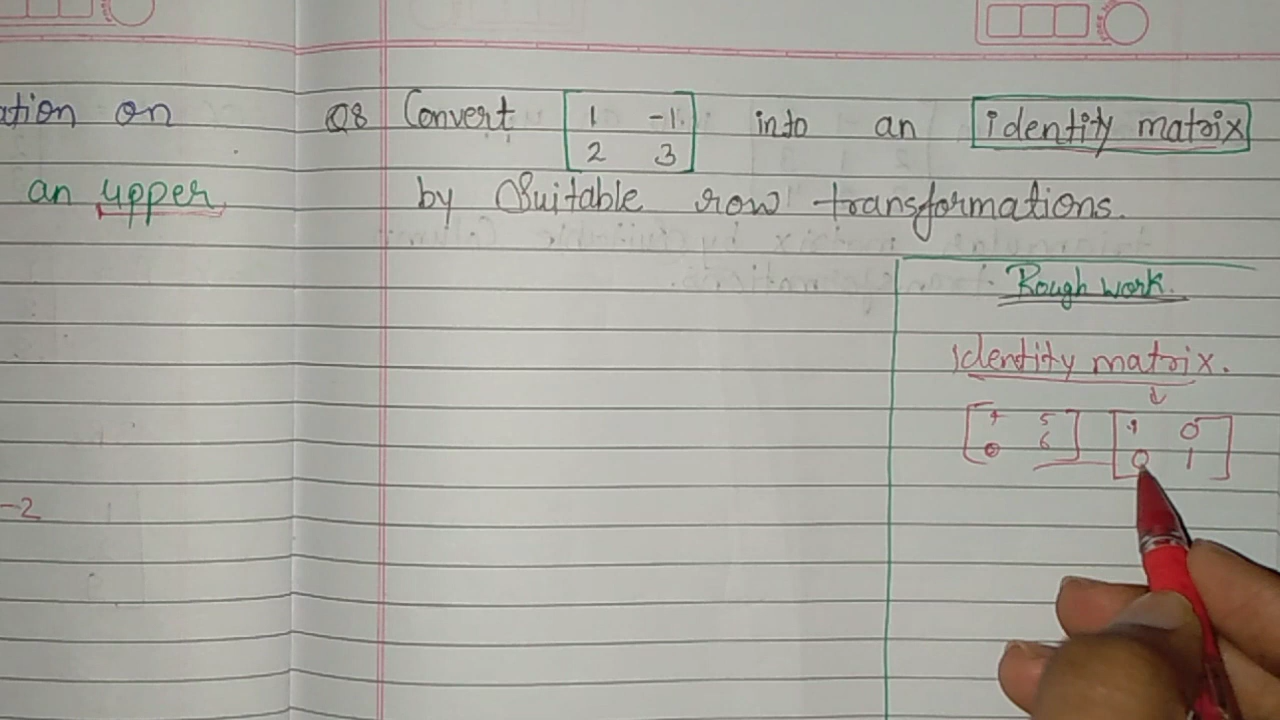 ation on
an upper
-2
Q8 Convert [1 -1 into an identity matrix
2 3]
by Suitable row transformations.
Rough work.
Identity matrix.
↓
5 1 0
0 6 0 1